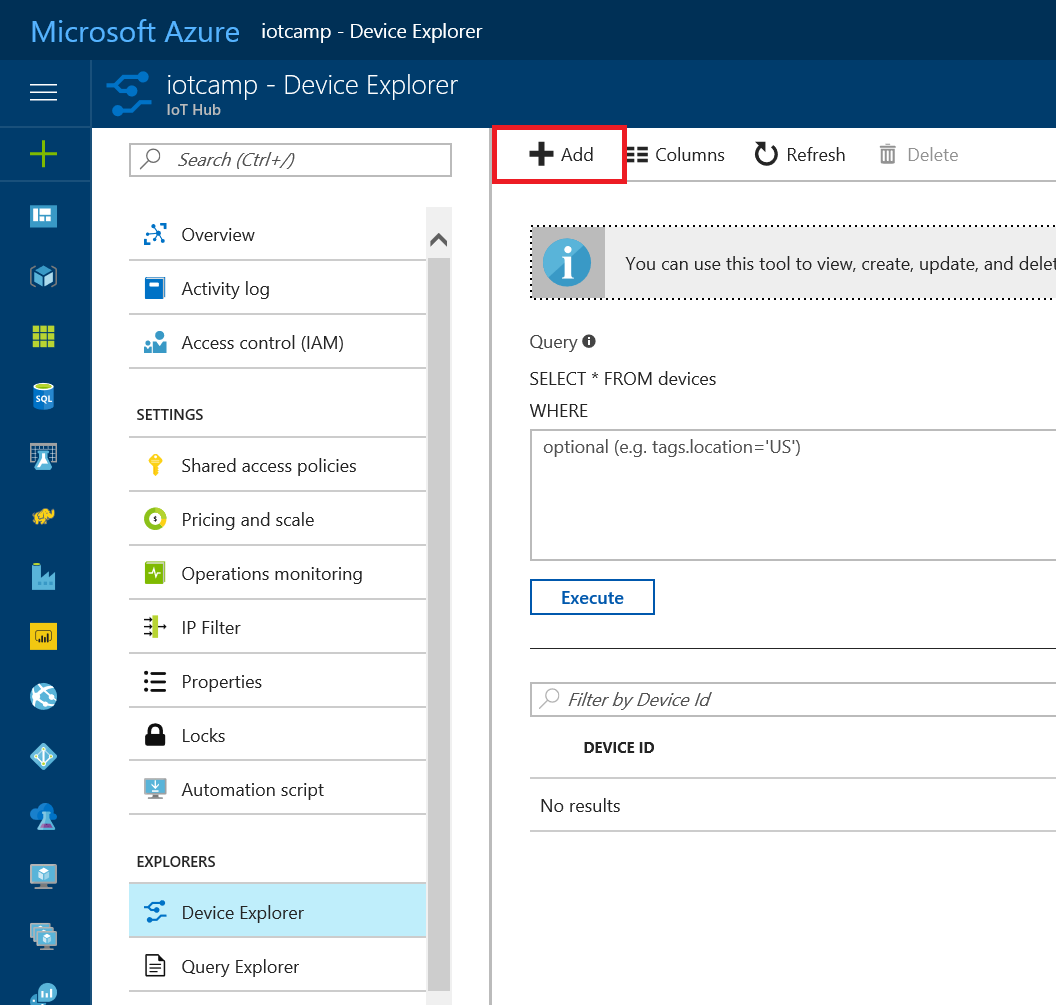 Microsoft Azure iotcamp - Device Explorer
iotcamp - Device Explorer
IoT Hub
Search (Ctrl+/)
Overview
Activity log
Access control (IAM)
SETTINGS
Shared access policies
Pricing and scale
Operations monitoring
IP Filter
Properties
Locks
Automation script
EXPLORERS
Device Explorer
Query Explorer
SQL
Add Columns Refresh Delete
You can use this tool to view, create, update, and delet
Query
SELECT * FROM devices
WHERE
optional (e.g. tags.location='US')
Execute
Filter by Device Id
DEVICE ID
No results